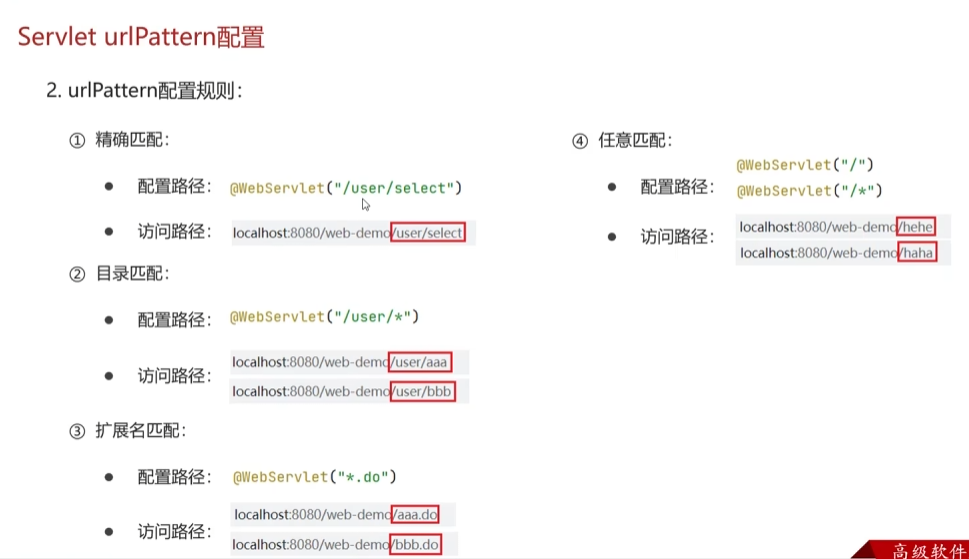 Servlet urlPattern配置
2. urlPattern配置规则：
① 精确匹配：
● 配置路径： @WebServlet("/user/select")
● 访问路径： localhost:8080/web-demo/user/select
② 目录匹配：
● 配置路径： @WebServlet("/user/*")
● 访问路径： localhost:8080/web-demo/user/aaa
localhost:8080/web-demo/user/bbb
③ 扩展名匹配：
● 配置路径： @WebServlet("*.do")
● 访问路径： localhost:8080/web-demo/aaa.do
localhost:8080/web-demo/bbb.do
④ 任意匹配：
● 配置路径： @WebServlet("/")
@WebServlet("/*")
● 访问路径： localhost:8080/web-demo/hehe
localhost:8080/web-demo/haha
高级软件